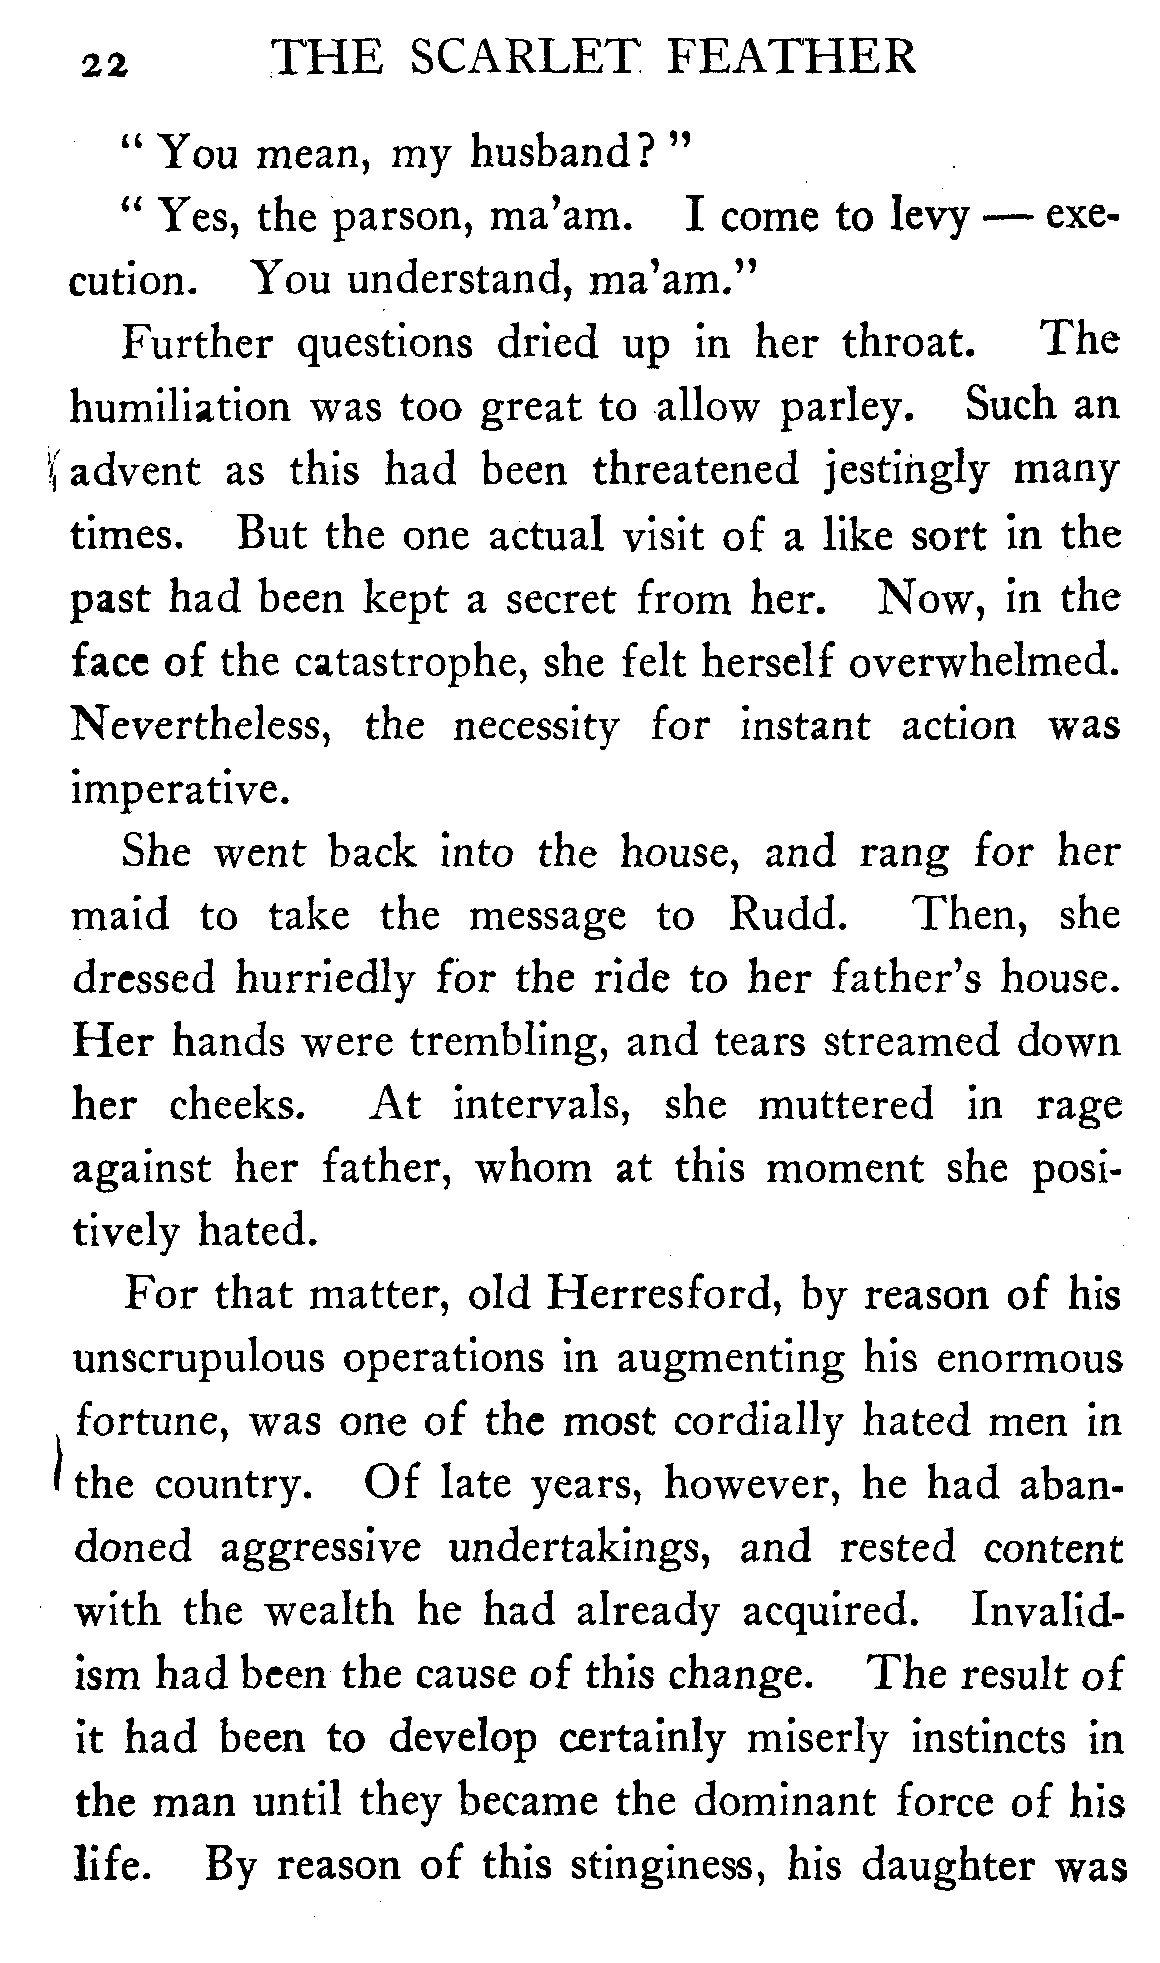 22 THE SCARLET FEATHER
" You mean, my husband? "
" Yes, the parson, ma'am. I come to levy — exe-
cution. You understand, ma'am."
Further questions dried up in her throat. The
humiliation was too great to allow parley. Such an
advent as this had been threatened jestingly many
times. But the one actual visit of a like sort in the
past had been kept a secret from her. Now, in the
face of the catastrophe, she felt herself overwhelmed.
Nevertheless, the necessity for instant action was
imperative.
She went back into the house, and rang for her
maid to take the message to Rudd. Then, she
dressed hurriedly for the ride to her father's house.
Her hands were trembling, and tears streamed down
her cheeks. At intervals, she muttered in rage
against her father, whom at this moment she posi-
tively hated.
For that matter, old Herresford, by reason of his
unscrupulous operations in augmenting his enormous
fortune, was one of the most cordially hated men in
the country. Of late years, however, he had aban-
doned aggressive undertakings, and rested content
with the wealth he had already acquired. Invalid-
ism had been the cause of this change. The result of
it had been to develop certainly miserly instincts in
the man until they became the dominant force of his
life. By reason of this stinginess, his daughter was